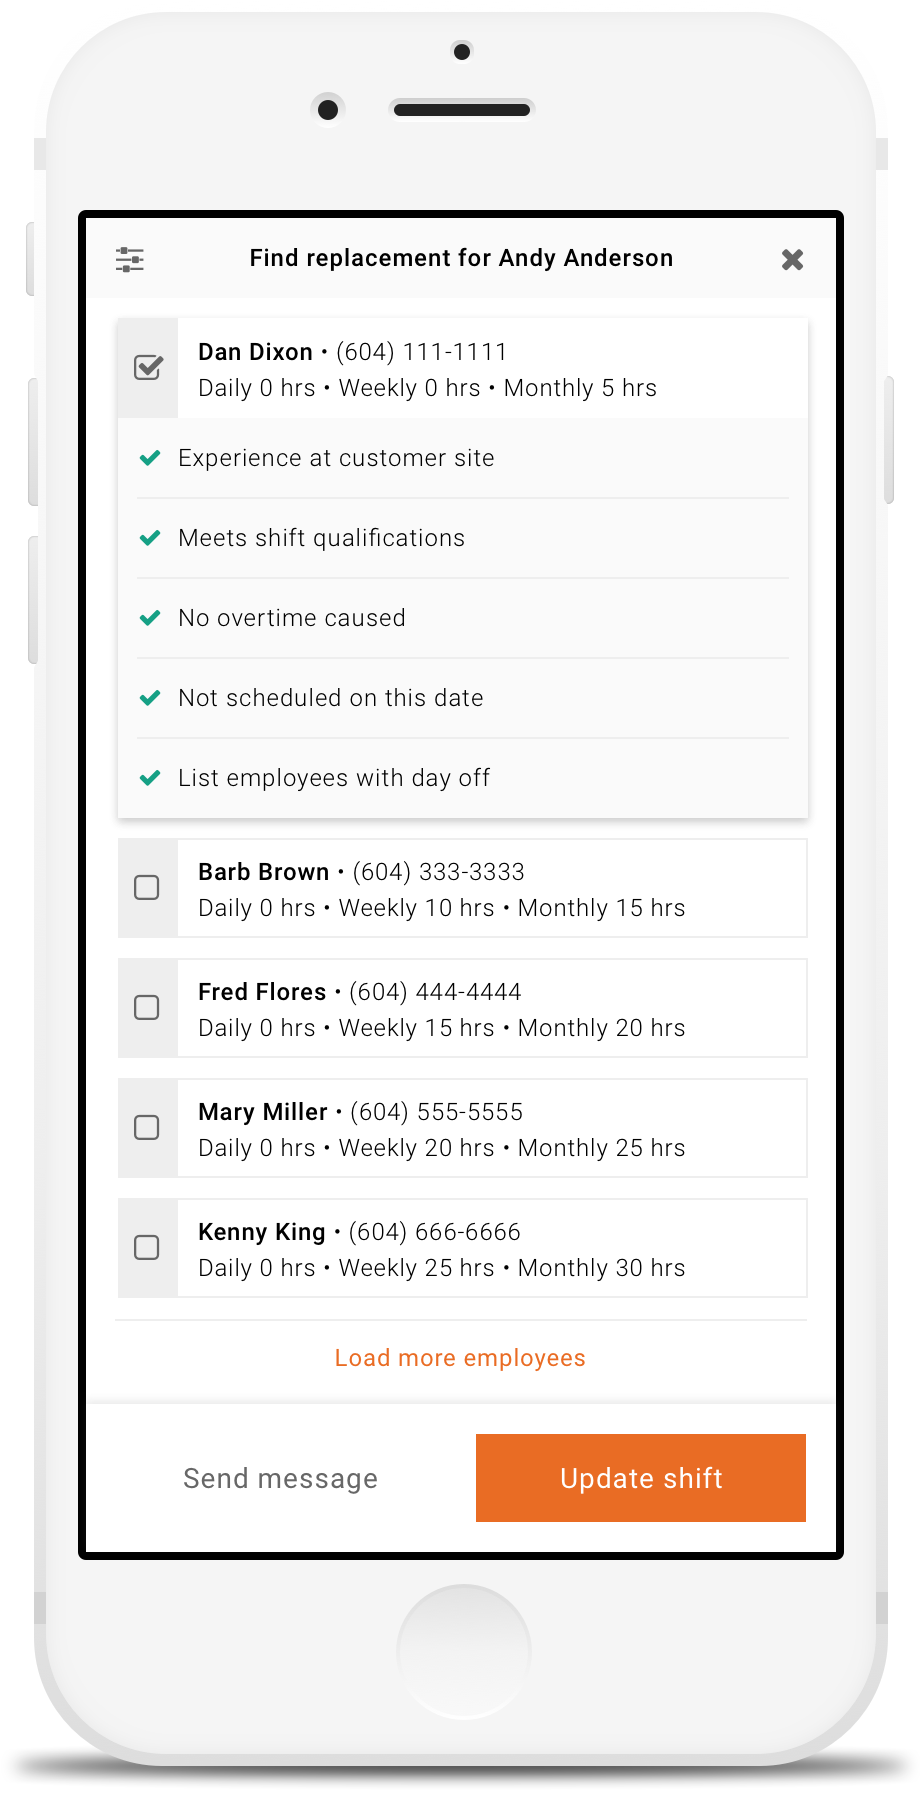 Find replacement for Andy Anderson
Dan Dixon • (604) 111-1111
Daily 0 hrs • Weekly 0 hrs • Monthly 5 hrs
Experience at customer site
Meets shift qualifications
No overtime caused
Not scheduled on this date
List employees with day off
Barb Brown • (604) 333-3333
Daily 0 hrs • Weekly 10 hrs • Monthly 15 hrs
Fred Flores • (604) 444-4444
Daily 0 hrs • Weekly 15 hrs • Monthly 20 hrs
Mary Miller • (604) 555-5555
Daily 0 hrs • Weekly 20 hrs • Monthly 25 hrs
Kenny King • (604) 666-6666
Daily 0 hrs • Weekly 25 hrs • Monthly 30 hrs
Load more employees
Send message
Update shift